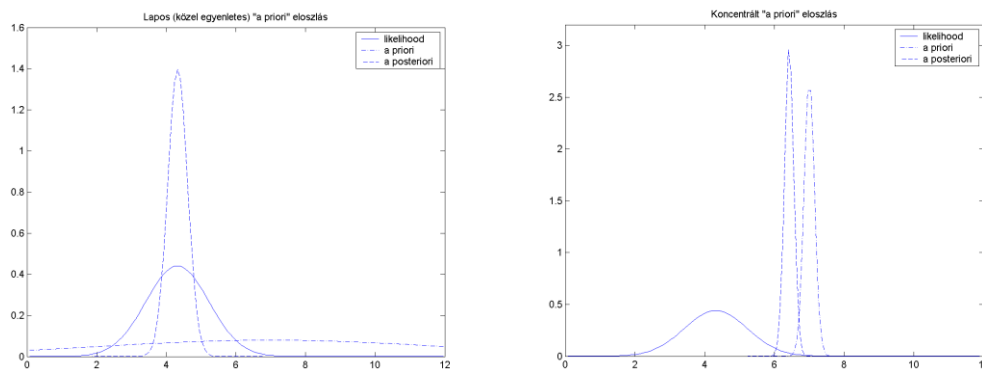 Lapos (közel egyenletes) "a priori" eloszlás
1.6
1.4
1.2
1
0.8
0.6
0.4
0.2
0
0 2 4 6 8 10 12
likelihood
a priori
a posteriori
Koncentrált "a priori" eloszlás
3
2.5
2
1.5
1
0.5
0
0 2 4 6 8 10 1
likelihood
a priori
a posteriori